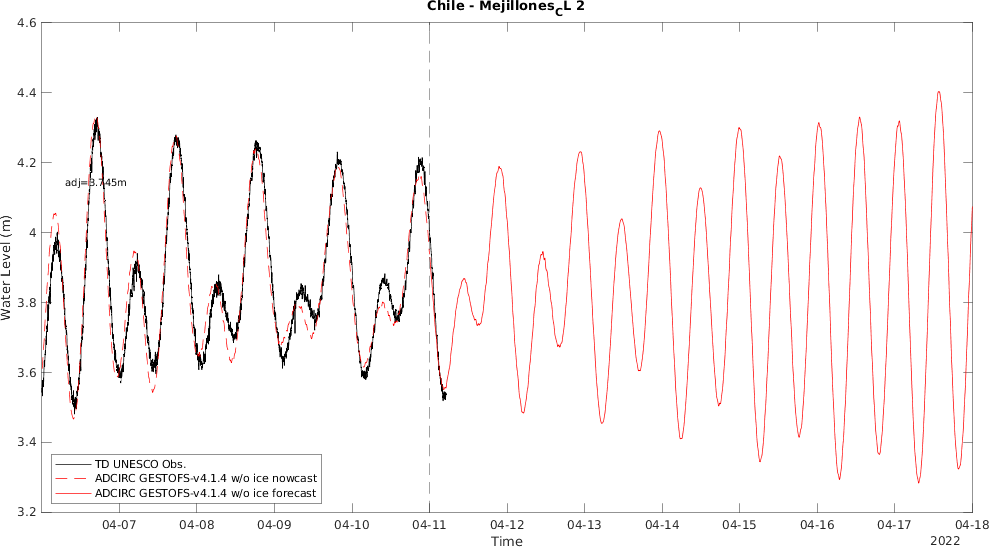 Chile - Mejillones_CL 2
Water Level (m)
4.6
4.4
4.2
4
3.8
3.6
3.4
3.2
adj=3.745m
TD UNESCO Obs.
ADCIRC GESTOFS-v4.1.4 w/o ice nowcast
ADCIRC GESTOFS-v4.1.4 w/o ice forecast
04-07 04-08 04-09 04-10 04-11 04-12 04-13 04-14 04-15 04-16 04-17 04-18
Time
2022